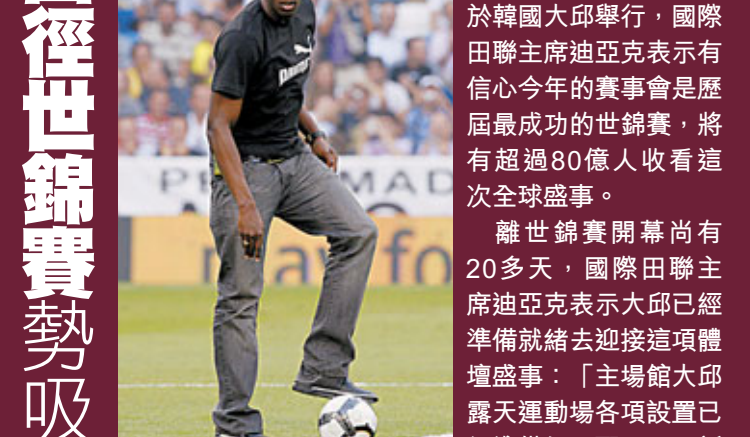 徑世錦賽勢吸
於韓國大邱舉行，國際
田聯主席迪亞克表示有
信心今年的賽事會是歷
屆最成功的世錦賽，將
有超過80億人收看這
次全球盛事。
離世錦賽開幕尚有
20多天，國際田聯主
席迪亞克表示大邱已經
準備就緒去迎接這項體
壇盛事：「主場館大邱
露天運動場各項設置已